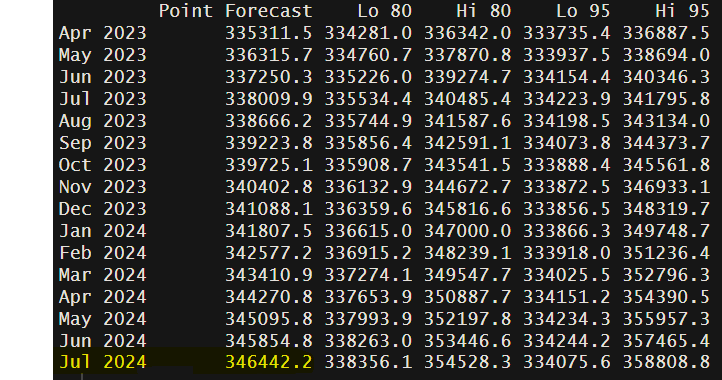 Point Forecast Lo 80 Hi 80 Lo 95 Hi 95
Apr 2023 335311.5 334281.0 336342.0 333735.4 336887.5
May 2023 336315.7 334760.7 337870.8 333937.5 338694.0
Jun 2023 337250.3 335226.0 339274.7 334154.4 340346.3
Jul 2023 338009.9 335534.4 340485.4 334223.9 341795.8
Aug 2023 338666.2 335744.9 341587.6 334198.5 343134.0
Sep 2023 339223.8 335856.4 342591.1 334073.8 344373.7
Oct 2023 339725.1 335908.7 343541.5 333888.4 345561.8
Nov 2023 340402.8 336132.9 344672.7 333872.5 346933.1
Dec 2023 341088.1 336359.6 345816.6 333856.5 348319.7
Jan 2024 341807.5 336615.0 347000.0 333866.3 349748.7
Feb 2024 342577.2 336915.2 348239.1 333918.0 351236.4
Mar 2024 343410.9 337274.1 349547.7 334025.5 352796.3
Apr 2024 344270.8 337653.9 350887.7 334151.2 354390.5
May 2024 345095.8 337993.9 352197.8 334234.3 355957.3
Jun 2024 345854.8 338263.0 353446.6 334244.2 357465.4
Jul 2024 346442.2 338356.1 354528.3 334075.6 358808.8